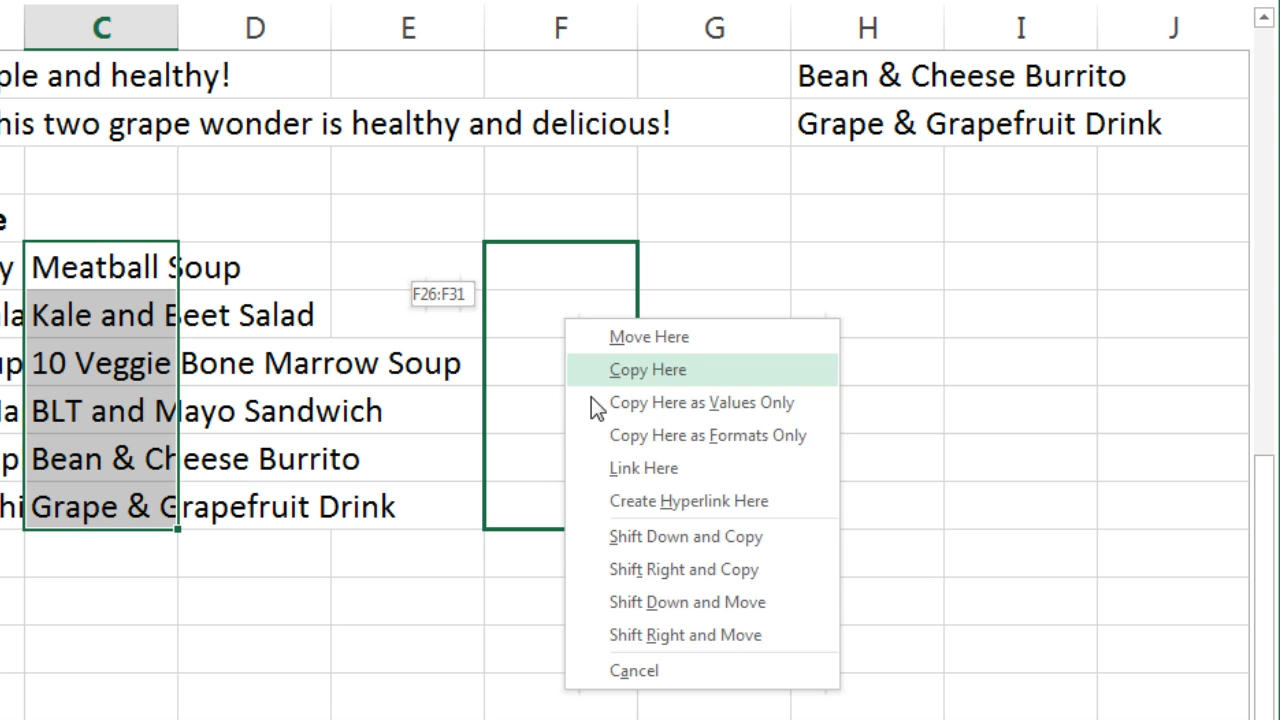 C D E F G H I J
ple and healthy! Bean & Cheese Burrito
his two grape wonder is healthy and delicious! Grape & Grapefruit Drink
e
y Meatball Soup
la Kale and Beet Salad
up 10 Veggie Bone Marrow Soup
la BLT and Mayo Sandwich
p Bean & Cheese Burrito
hi Grape & Grapefruit Drink
F26:F31
Move Here
Copy Here
Copy Here as Values Only
Copy Here as Formats Only
Link Here
Create Hyperlink Here
Shift Down and Copy
Shift Right and Copy
Shift Down and Move
Shift Right and Move
Cancel